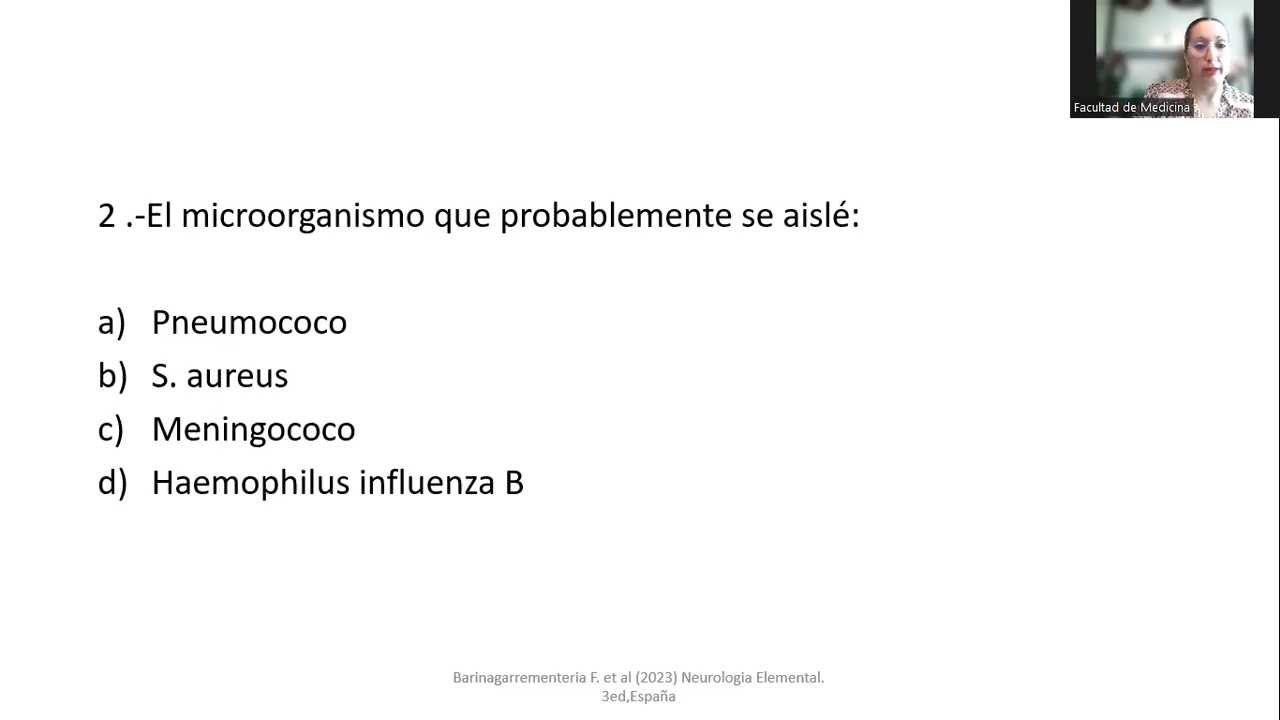 Facultad de Medicina
2 .-El microorganismo que probablemente se aislé:
a) Pneumococo
b) S. aureus
c) Meningococo
d) Haemophilus influenza B
Barinagarrementeria F. et al (2023) Neurologia Elemental.
3ed,España